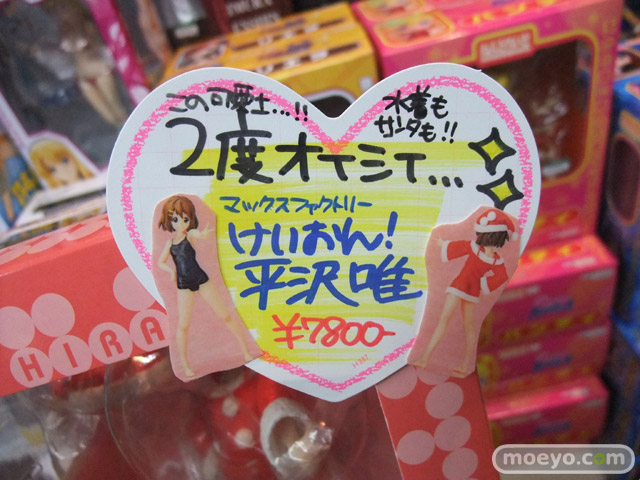 この可愛さ...!!
水着も
サンタも!!
2度オイシイ...
マックスファクトリー
けいおん!
平沢唯
¥7800-
HIRA
moeyo.com